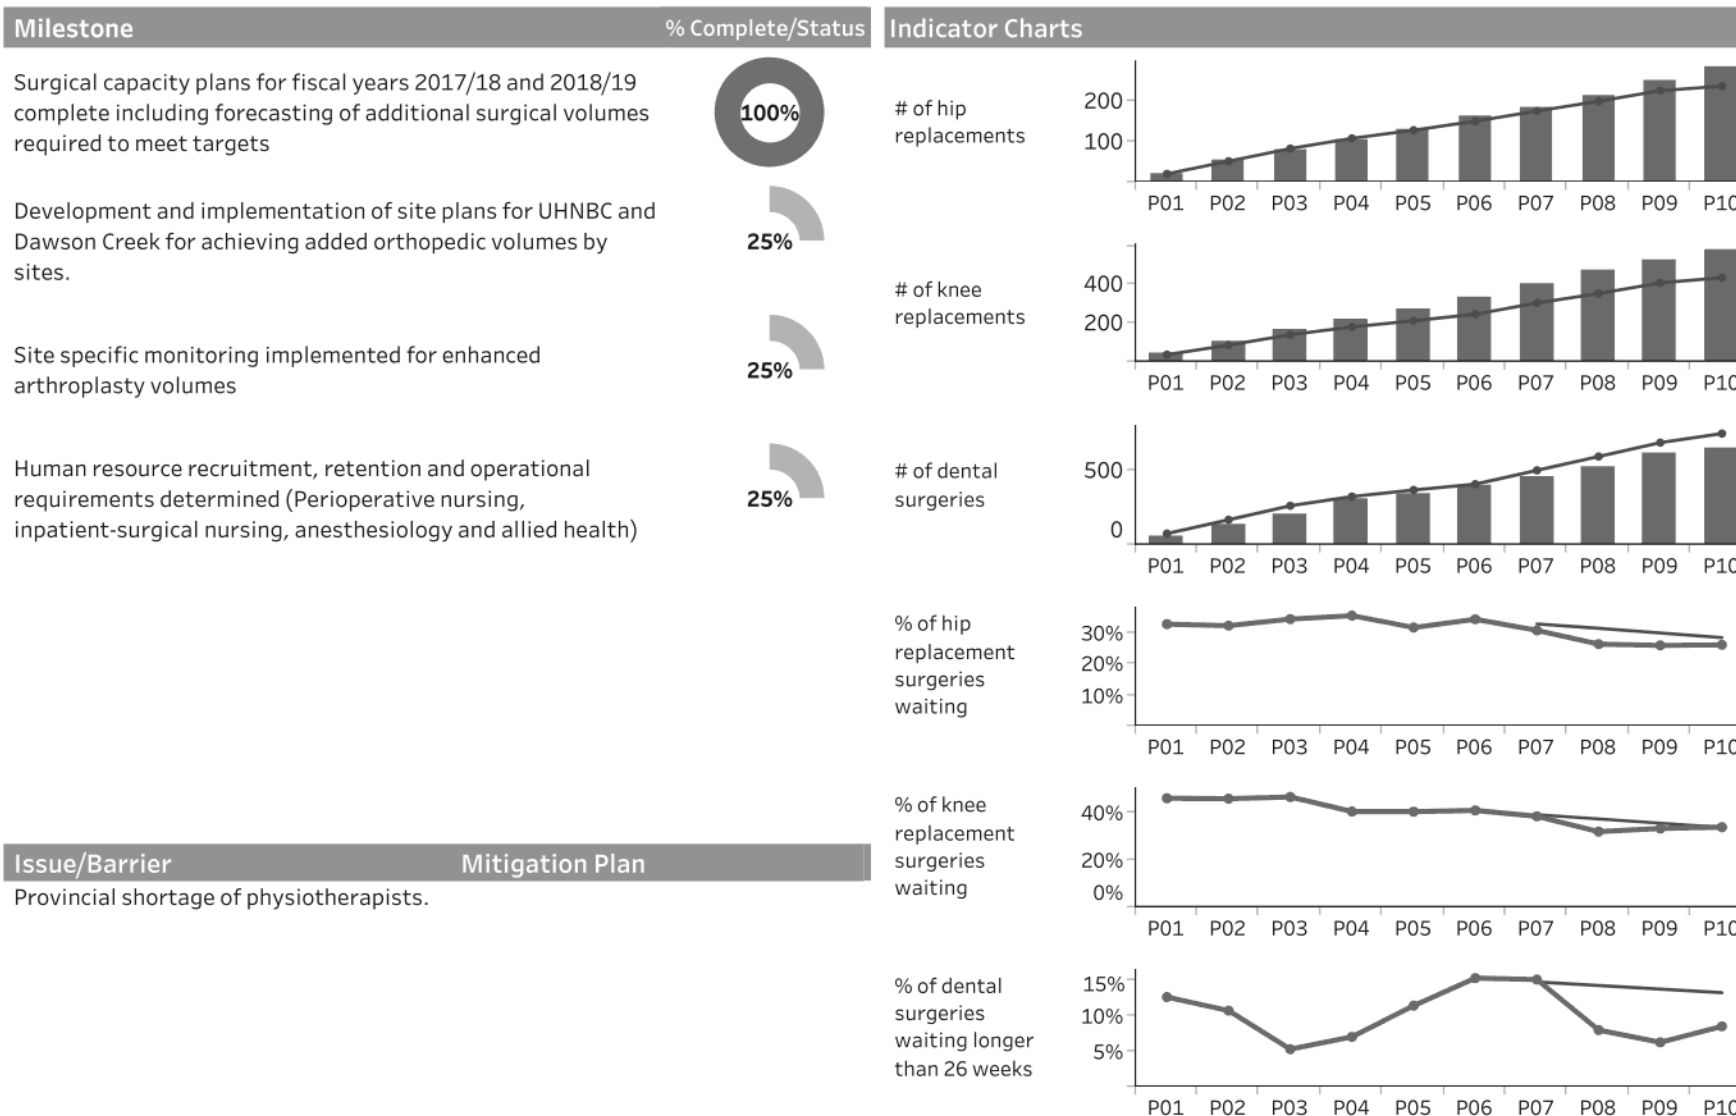 Milestone
% Complete/Status
Surgical capacity plans for fiscal years 2017/18 and 2018/19
complete including forecasting of additional surgical volumes
required to meet targets
100%
Development and implementation of site plans for UHNBC and
Dawson Creek for achieving added orthopedic volumes by
sites.
25%
Site specific monitoring implemented for enhanced
arthroplasty volumes
25%
Human resource recruitment, retention and operational
requirements determined (Perioperative nursing,
inpatient-surgical nursing, anesthesiology and allied health)
25%
Issue/Barrier
Mitigation Plan
Provincial shortage of physiotherapists.
Indicator Charts
# of hip
replacements
200
100
P01 P02 P03 P04 P05 P06 P07 P08 P09 P10
# of knee
replacements
400
200
P01 P02 P03 P04 P05 P06 P07 P08 P09 P10
# of dental
surgeries
500
0
P01 P02 P03 P04 P05 P06 P07 P08 P09 P10
% of hip
replacement
surgeries
waiting
30%
20%
10%
P01 P02 P03 P04 P05 P06 P07 P08 P09 P10
% of knee
replacement
surgeries
waiting
40%
20%
0%
P01 P02 P03 P04 P05 P06 P07 P08 P09 P10
% of dental
surgeries
waiting longer
than 26 weeks
15%
10%
5%
P01 P02 P03 P04 P05 P06 P07 P08 P09 P10